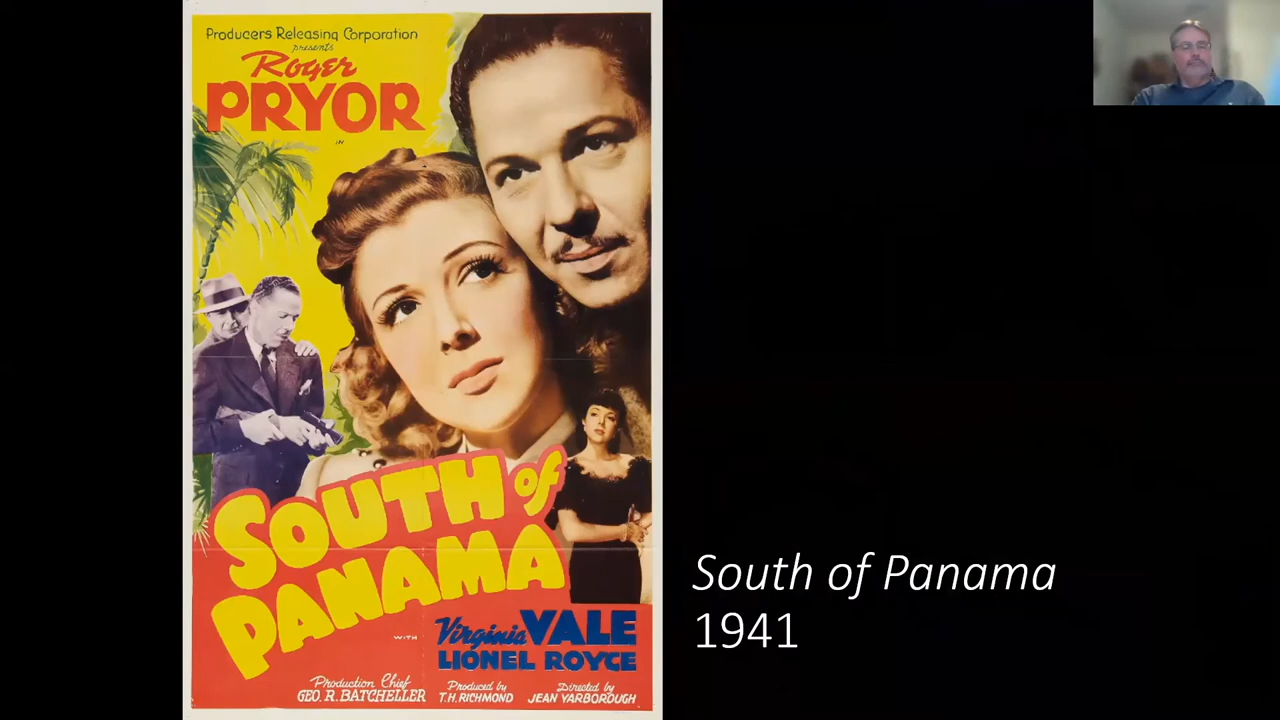 Producers Releasing Corporation
presents
Roger
PRYOR
IN
SOUTH of
PANAMA
WITH
Virginia VALE
LIONEL ROYCE
Production Chief
GEO. R. BATCHELLER
Produced by
T.H. RICHMOND
Directed by
JEAN YARBOROUGH
South of Panama
1941